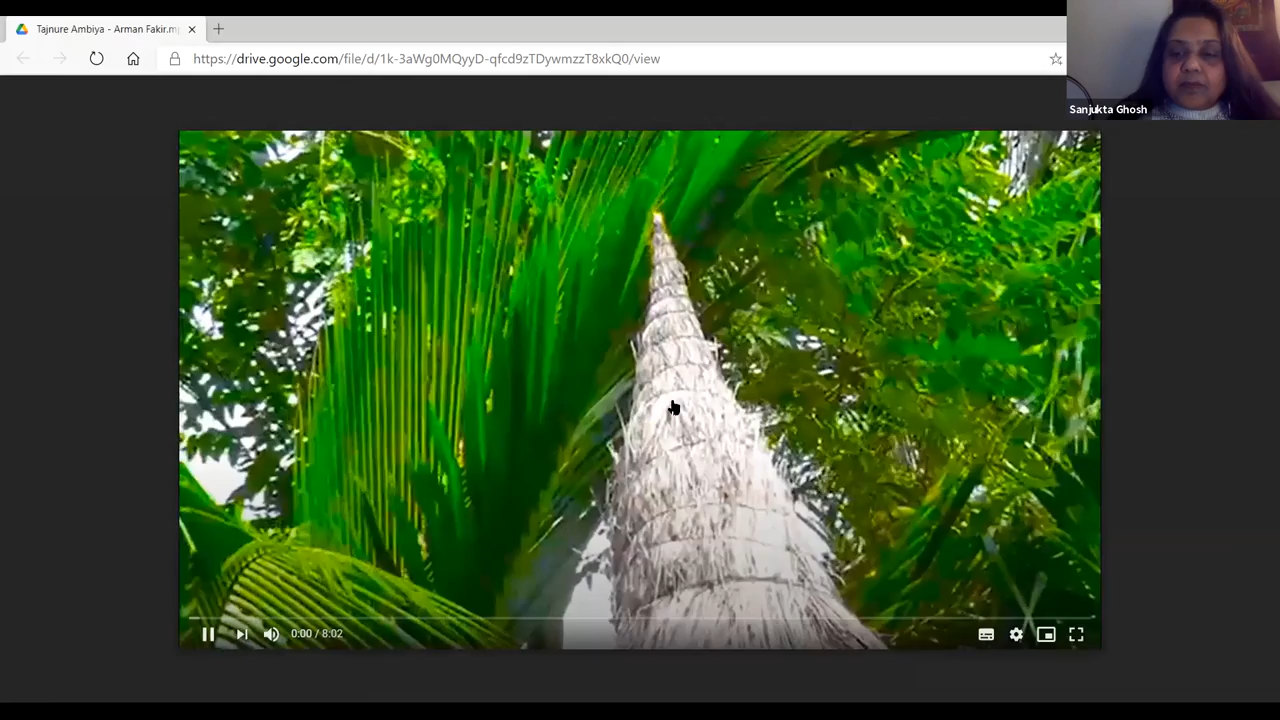 Tajnure Ambiya - Arman Fakir.m
https://drive.google.com/file/d/1k-3aWg0MQyyD-qfcd9zTDywmzzT8xkQ0/view
Sanjukta Ghosh
0:00 / 8:02